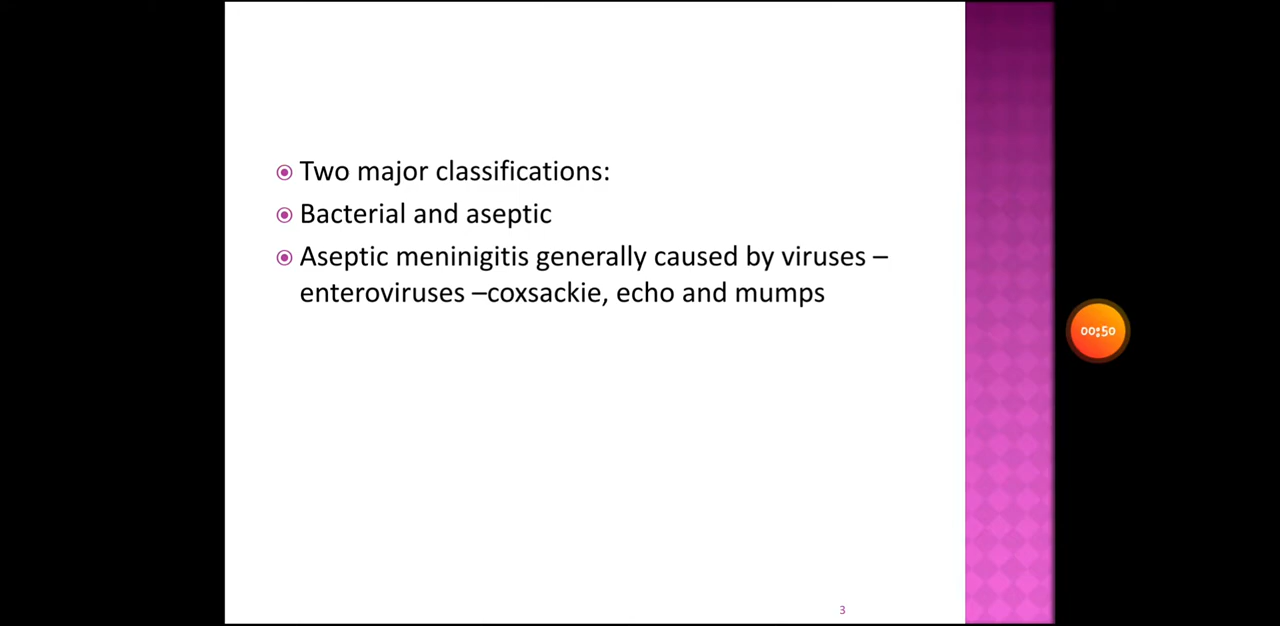 Two major classifications:
Bacterial and aseptic
Aseptic meninigitis generally caused by viruses –
enteroviruses –coxsackie, echo and mumps
00:50
3